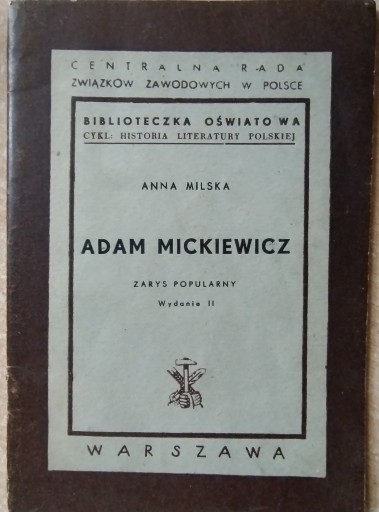 CENTRALNA RADA
ZWIĄZKÓW ZAWODOWYCH W POLSCE
BIBLIOTECZKA OŚWIATOWA
CYKL: HISTORIA LITERATURY POLSKIEJ
ANNA MILSKA
ADAM MICKIEWICZ
ZARYS POPULARNY
Wydanie II
WARSZAWA